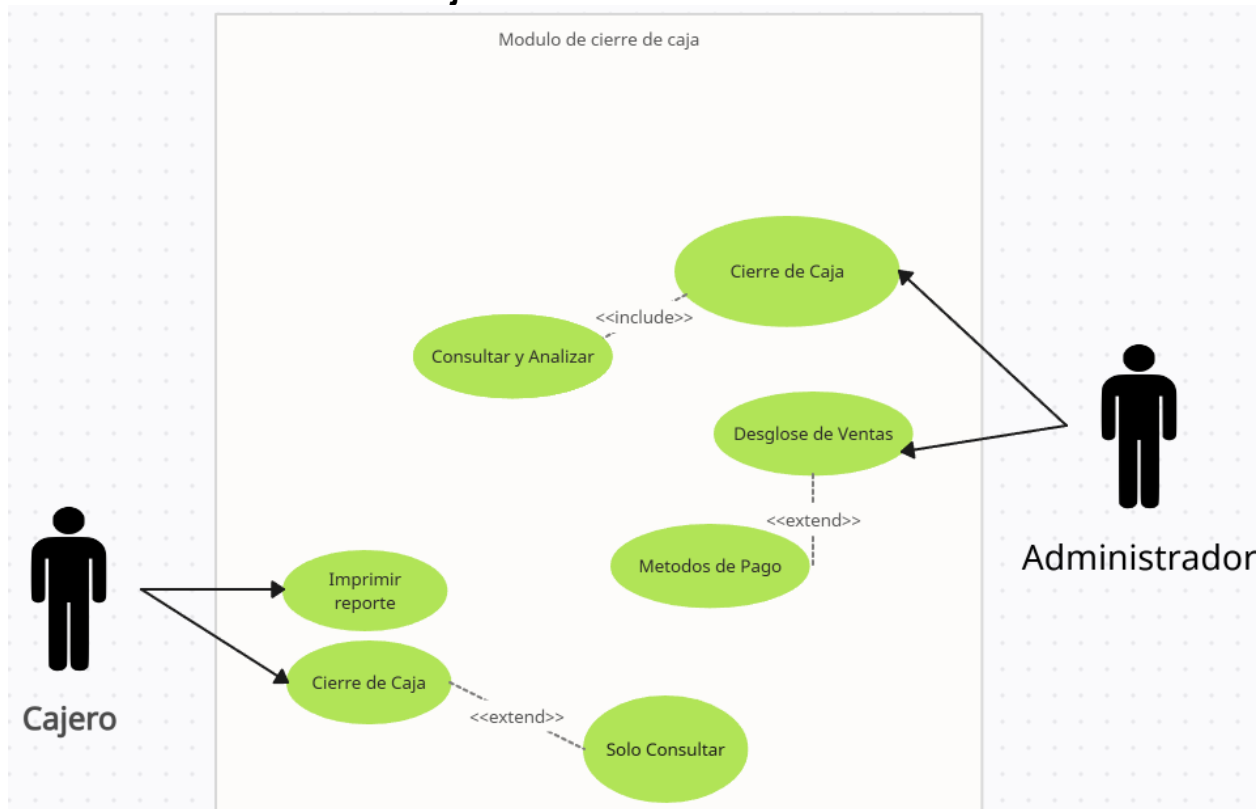 Modulo de cierre de caja
Cierre de Caja
<<include>>
Consultar y Analizar
Desglose de Ventas
<<extend>>
Metodos de Pago
Administrador
Imprimir
reporte
Cierre de Caja
<<extend>>
Cajero
Solo Consultar